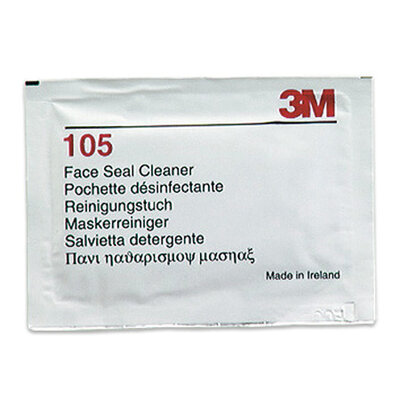 3M
105
Face Seal Cleaner
Pochette désinfectante
Reinigungstuch
Maskerreiniger
Salvietta detergente
Πανι ηαϑαρισμοψ μασηαξ
Made in Ireland